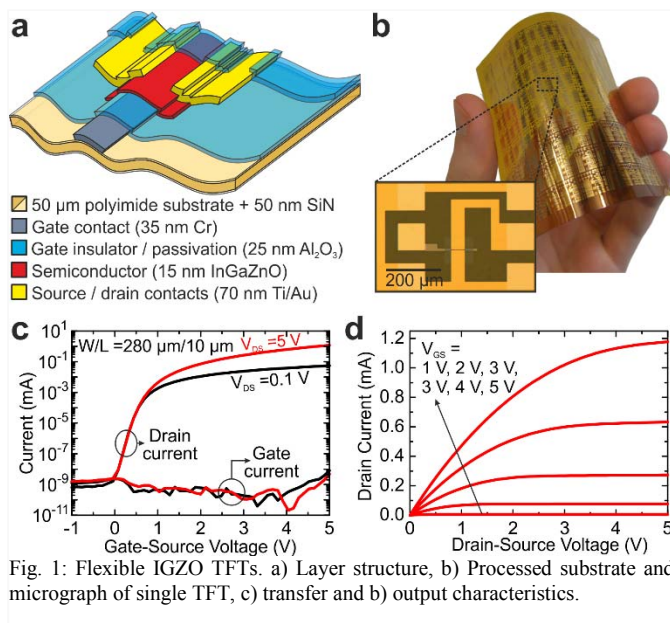 a
50 μm polyimide substrate + 50 nm SiN
Gate contact (35 nm Cr)
Gate insulator / passivation (25 nm Al₂O₃)
Semiconductor (15 nm InGaZnO)
Source / drain contacts (70 nm Ti/Au)
b
200 μm
c
W/L =280 μm/10 μm
V_DS=5 V
V_DS=0.1 V
Drain
current
Gate
current
Current (mA)
10¹
10⁻¹
10⁻³
10⁻⁵
10⁻⁷
10⁻⁹
10⁻¹¹
-1 0 1 2 3 4 5
Gate-Source Voltage (V)
d
V_GS =
1 V, 2 V, 3 V,
3 V, 4 V, 5 V
Drain Current (mA)
1.2
1.0
0.8
0.6
0.4
0.2
0.0
0 1 2 3 4 5
Drain-Source Voltage (V)
Fig. 1: Flexible IGZO TFTs. a) Layer structure, b) Processed substrate and
micrograph of single TFT, c) transfer and b) output characteristics.